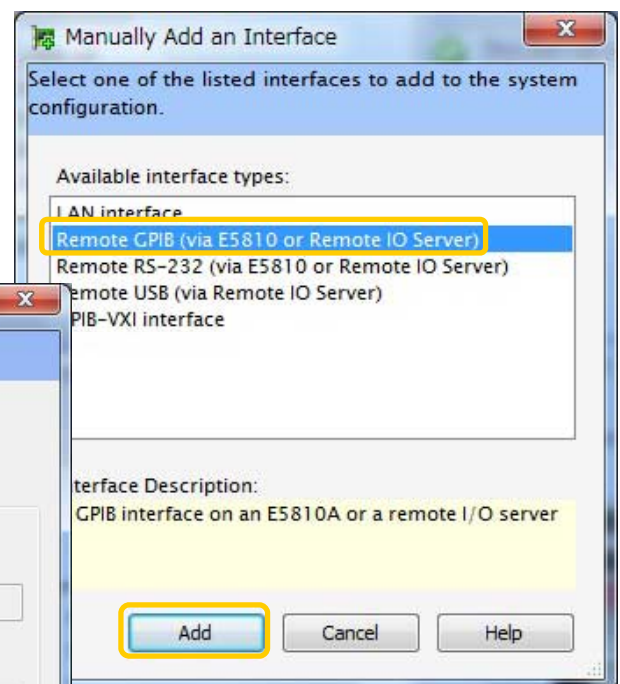 Manually Add an Interface
Select one of the listed interfaces to add to the system
configuration.
Available interface types:
LAN interface
Remote GPIB (via E5810 or Remote IO Server)
Remote RS-232 (via E5810 or Remote IO Server)
emote USB (via Remote IO Server)
PIB-VXI interface
terface Description:
GPIB interface on an E5810A or a remote I/O server
Add
Cancel
Help